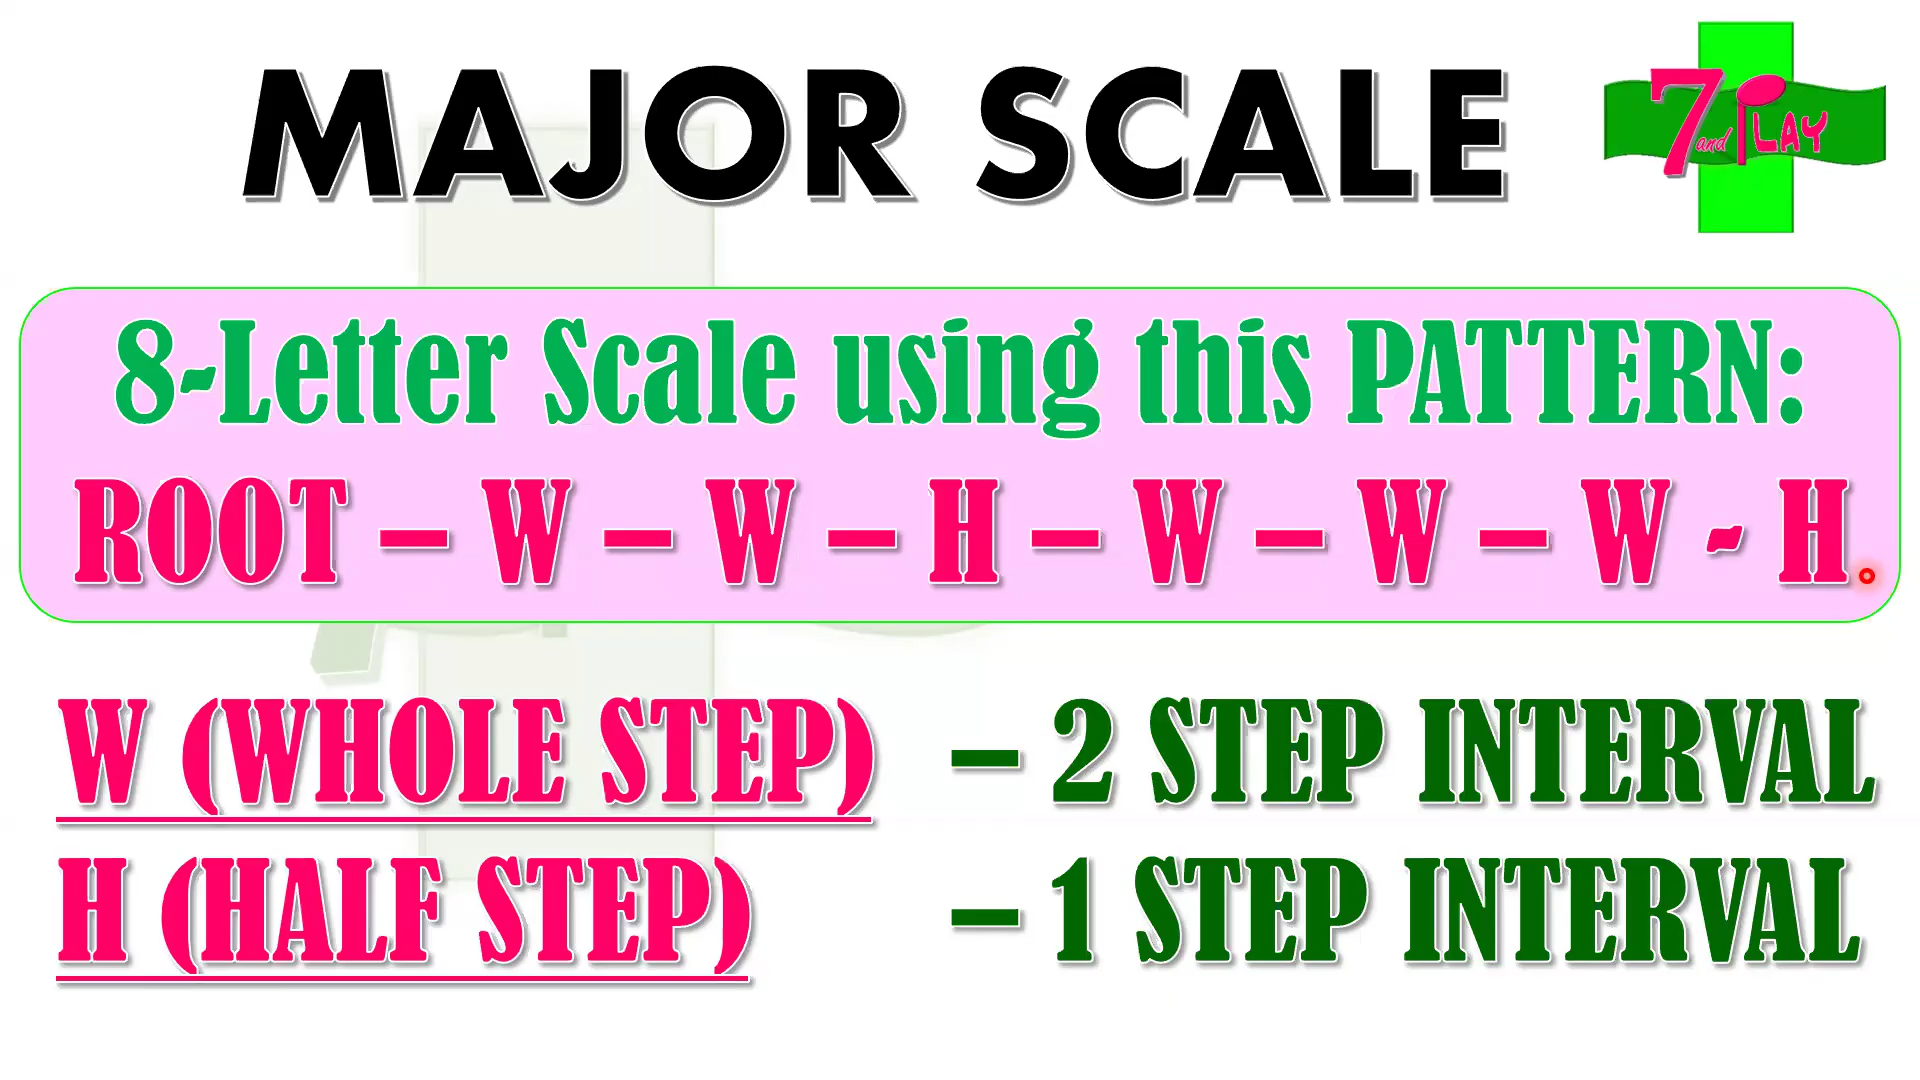 MAJOR SCALE
7 and PLAY
8-Letter Scale using this PATTERN:
ROOT – W – W – H – W – W – W - H
W (WHOLE STEP) – 2 STEP INTERVAL
H (HALF STEP) – 1 STEP INTERVAL